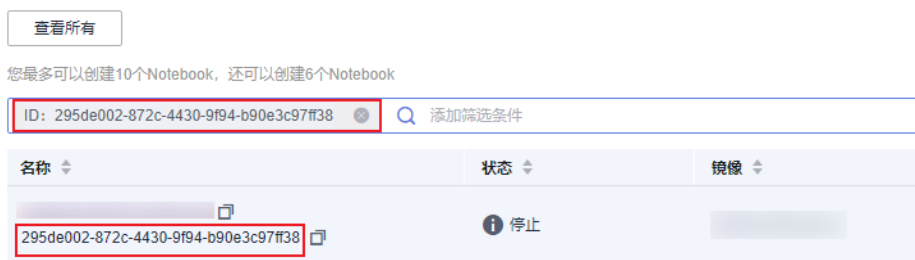 查看所有
您最多可以创建10个Notebook，还可以创建6个Notebook
ID：295de002-872c-4430-9f94-b90e3c97ff38 添加筛选条件
名称 状态 镜像
295de002-872c-4430-9f94-b90e3c97ff38 停止